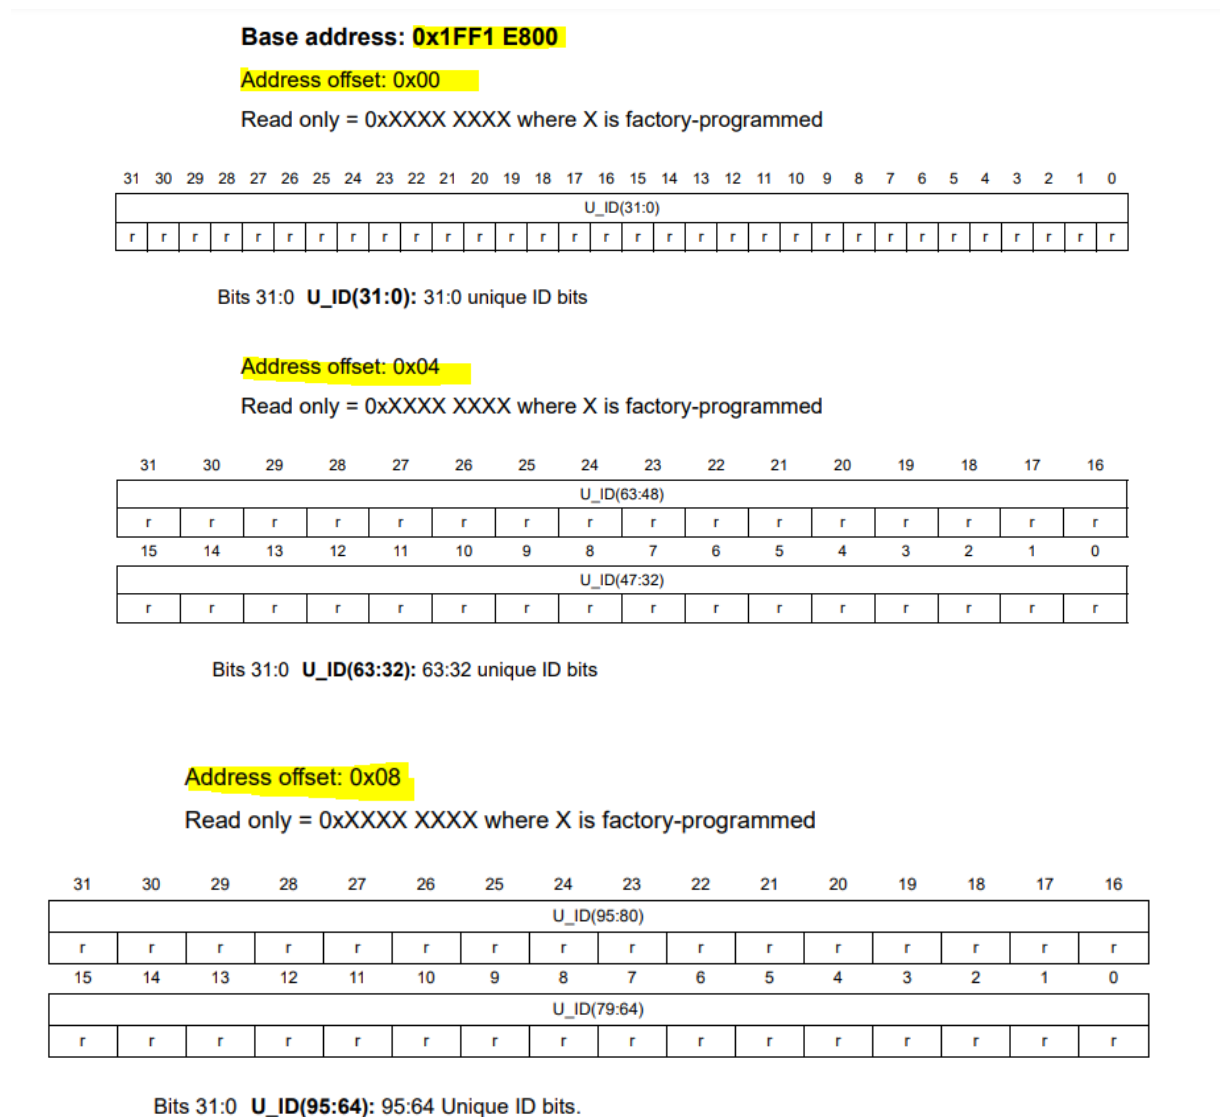 Base address: 0x1FF1 E800
Address offset: 0x00
Read only = 0xXXXX XXXX where X is factory-programmed
31 30 29 28 27 26 25 24 23 22 21 20 19 18 17 16 15 14 13 12 11 10 9 8 7 6 5 4 3 2 1 0
U_ID(31:0)
r r r r r r r r r r r r r r r r r r r r r r r r r r r r r r r r
Bits 31:0 U_ID(31:0): 31:0 unique ID bits
Address offset: 0x04
Read only = 0xXXXX XXXX where X is factory-programmed
31 30 29 28 27 26 25 24 23 22 21 20 19 18 17 16
U_ID(63:48)
r r r r r r r r r r r r r r r r
15 14 13 12 11 10 9 8 7 6 5 4 3 2 1 0
U_ID(47:32)
r r r r r r r r r r r r r r r r
Bits 31:0 U_ID(63:32): 63:32 unique ID bits
Address offset: 0x08
Read only = 0xXXXX XXXX where X is factory-programmed
31 30 29 28 27 26 25 24 23 22 21 20 19 18 17 16
U_ID(95:80)
r r r r r r r r r r r r r r r r
15 14 13 12 11 10 9 8 7 6 5 4 3 2 1 0
U_ID(79:64)
r r r r r r r r r r r r r r r r
Bits 31:0 U_ID(95:64): 95:64 Unique ID bits.